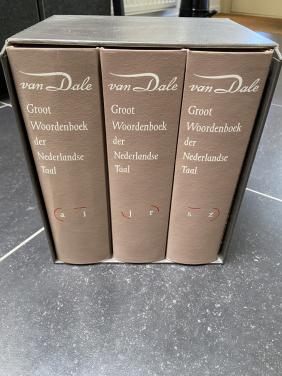 van Dale
Groot
Woordenboek
der
Nederlandse
Taal
a i
van Dale
Groot
Woordenboek
der
Nederlandse
Taal
j r
van Dale
Groot
Woordenboek
der
Nederlandse
Taal
s z